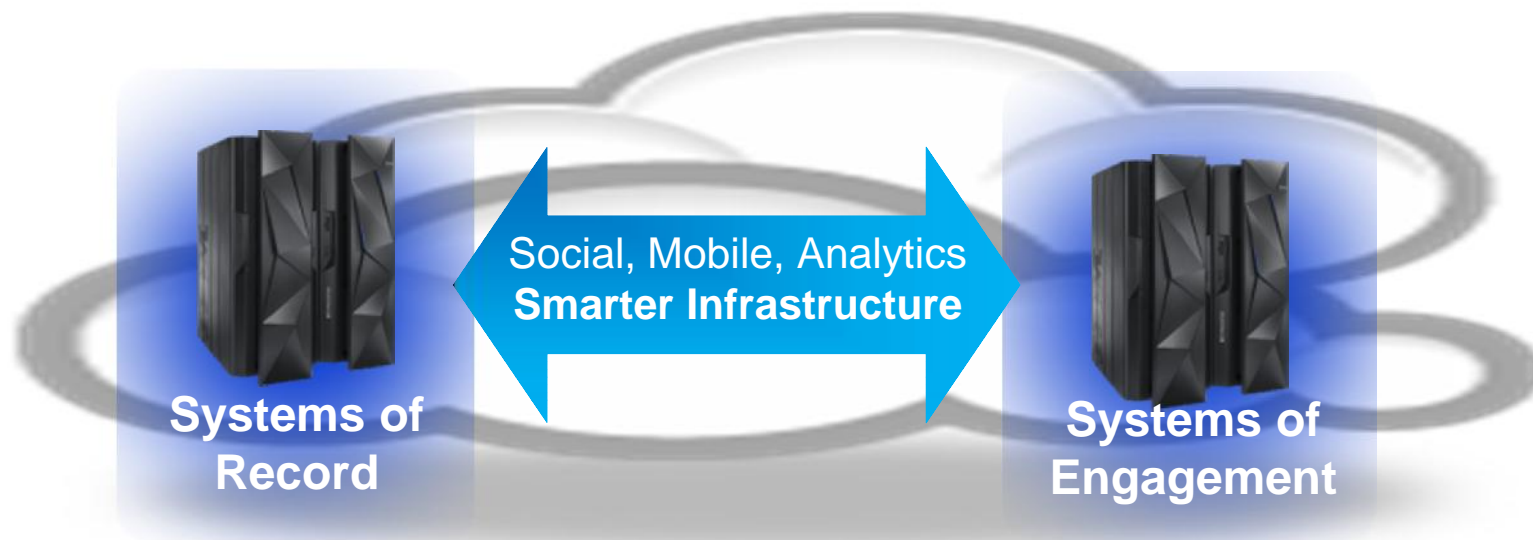 Social, Mobile, Analytics
Smarter Infrastructure
Systems of
Record
Systems of
Engagement